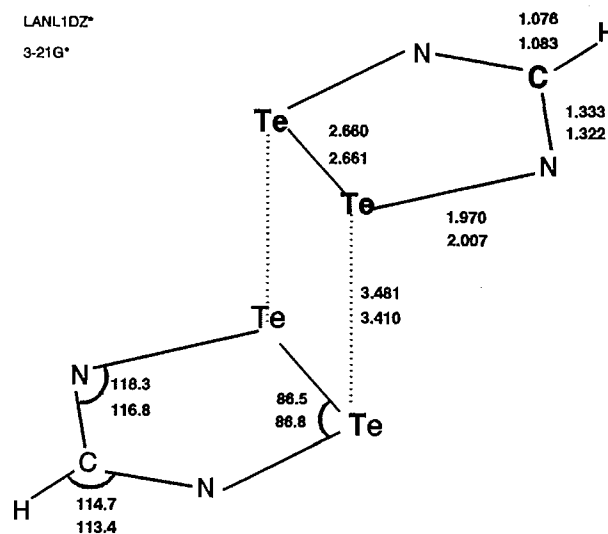 LANL1DZ*
3-21G*
1.076
1.083
H
N
C
1.333
1.322
Te
2.660
2.661
N
Te
1.970
2.007
3.481
3.410
Te
N
118.3
116.8
86.5
86.8
Te
C
N
H
114.7
113.4